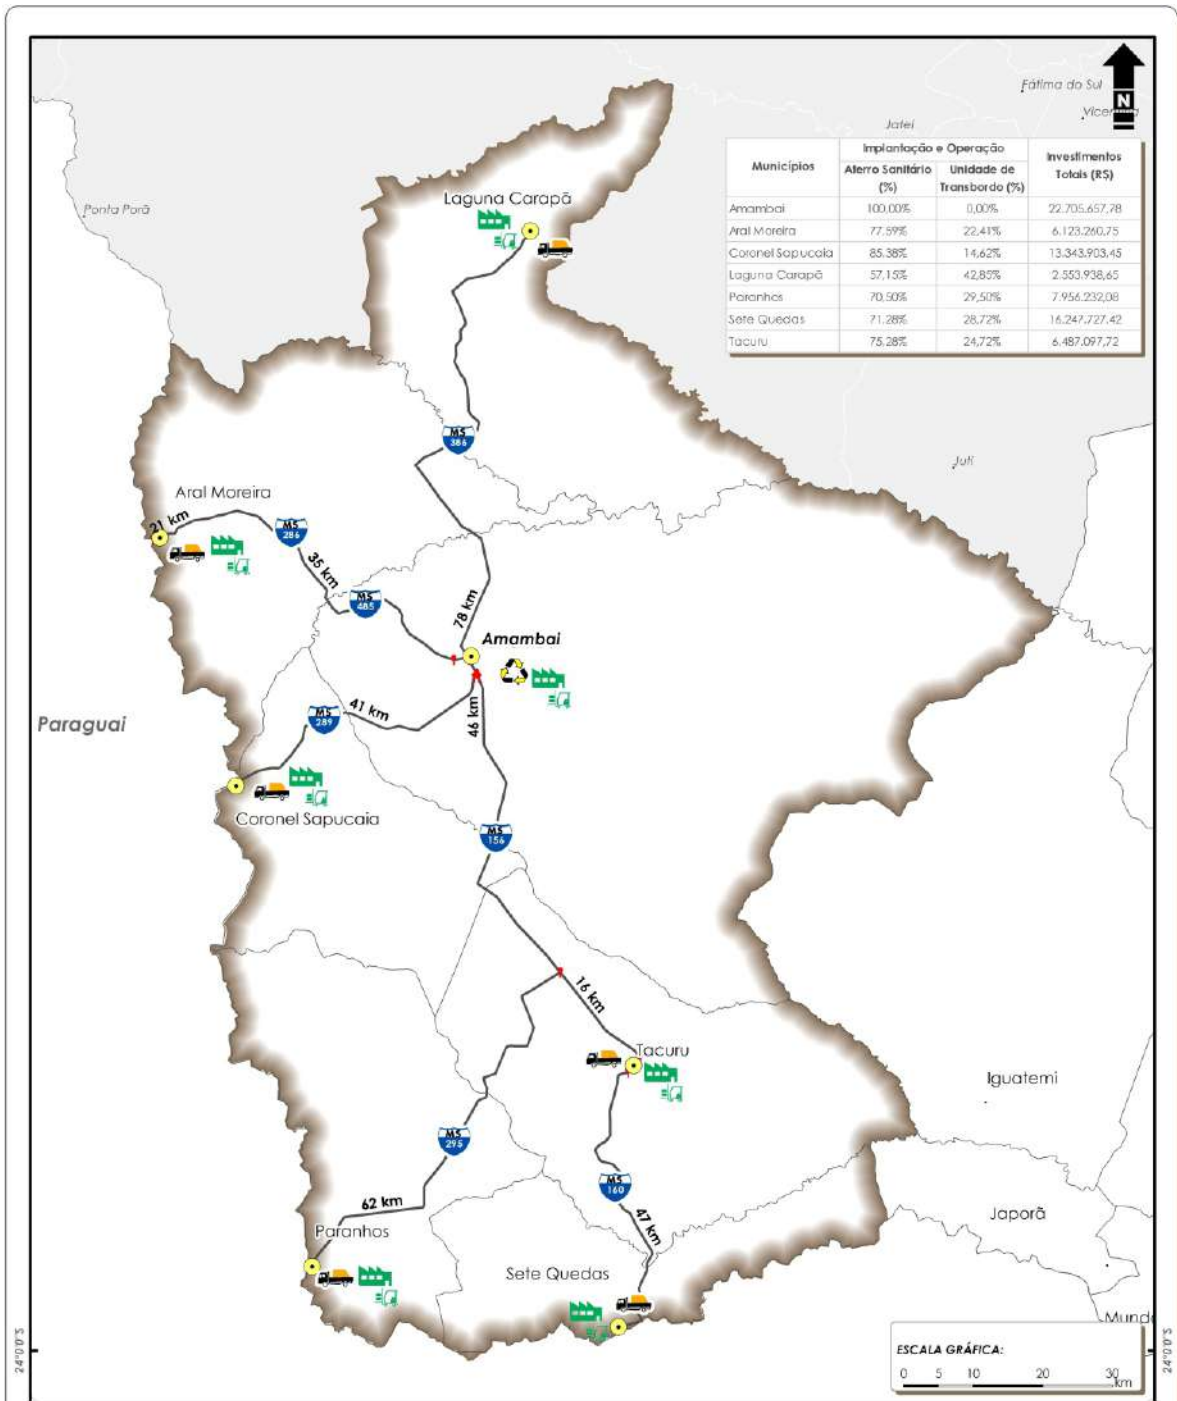 Fátima do Sul
N
Jateí
Municípios
Implantação e Operação
Aterro Sanitário (%)
Unidade de Transbordo (%)
Investimentos Totais (R$)
Amambai 100,00% 0,00% 22.705.657,78
Aral Moreira 77,59% 22,41% 6.123.260,75
Coronel Sapucaia 85,38% 14,62% 13.343.903,45
Laguna Carapã 57,15% 42,85% 2.553.938,65
Paranhos 70,50% 29,50% 7.956.232,08
Sete Quedas 71,28% 28,72% 16.247.727,42
Tacuru 75,28% 24,72% 6.487.097,72
Laguna Carapã
Ponta Porã
MS 386
Juti
Aral Moreira
21 km
MS 286
35 km
MS 485
78 km
Amambai
41 km
46 km
Paraguai
MS 289
Coronel Sapucaia
MS 156
16 km
Tacuru
Iguatemi
MS 295
MS 160
62 km
47 km
Japorã
Paranhos
Sete Quedas
24°0'0"S
24°0'0"S
ESCALA GRÁFICA:
0 5 10 20 30 km